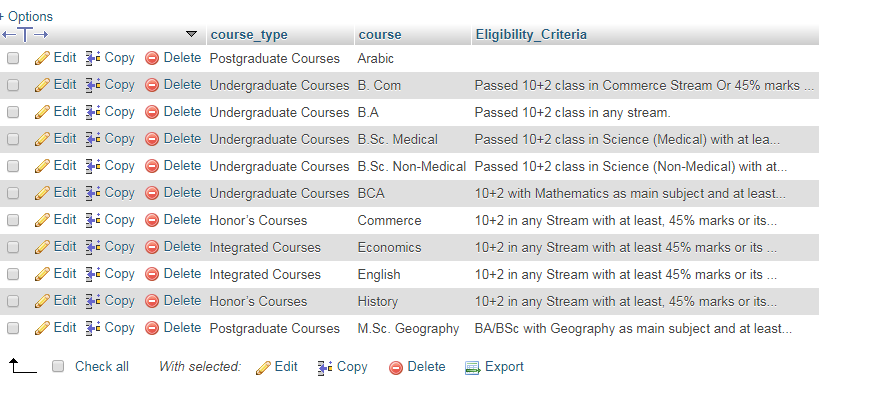 + Options
course_type course Eligibility_Criteria
Edit Copy Delete Postgraduate Courses Arabic
Edit Copy Delete Undergraduate Courses B. Com Passed 10+2 class in Commerce Stream Or 45% marks ...
Edit Copy Delete Undergraduate Courses B.A Passed 10+2 class in any stream.
Edit Copy Delete Undergraduate Courses B.Sc. Medical Passed 10+2 class in Science (Medical) with at lea...
Edit Copy Delete Undergraduate Courses B.Sc. Non-Medical Passed 10+2 class in Science (Non-Medical) with at...
Edit Copy Delete Undergraduate Courses BCA 10+2 with Mathematics as main subject and at least...
Edit Copy Delete Honor’s Courses Commerce 10+2 in any Stream with at least, 45% marks or its...
Edit Copy Delete Integrated Courses Economics 10+2 in any Stream with at least 45% marks or its ...
Edit Copy Delete Integrated Courses English 10+2 in any Stream with at least 45% marks or its ...
Edit Copy Delete Honor’s Courses History 10+2 in any Stream with at least, 45% marks or its...
Edit Copy Delete Postgraduate Courses M.Sc. Geography BA/BSc with Geography as main subject and at least...
Check all With selected: Edit Copy Delete Export